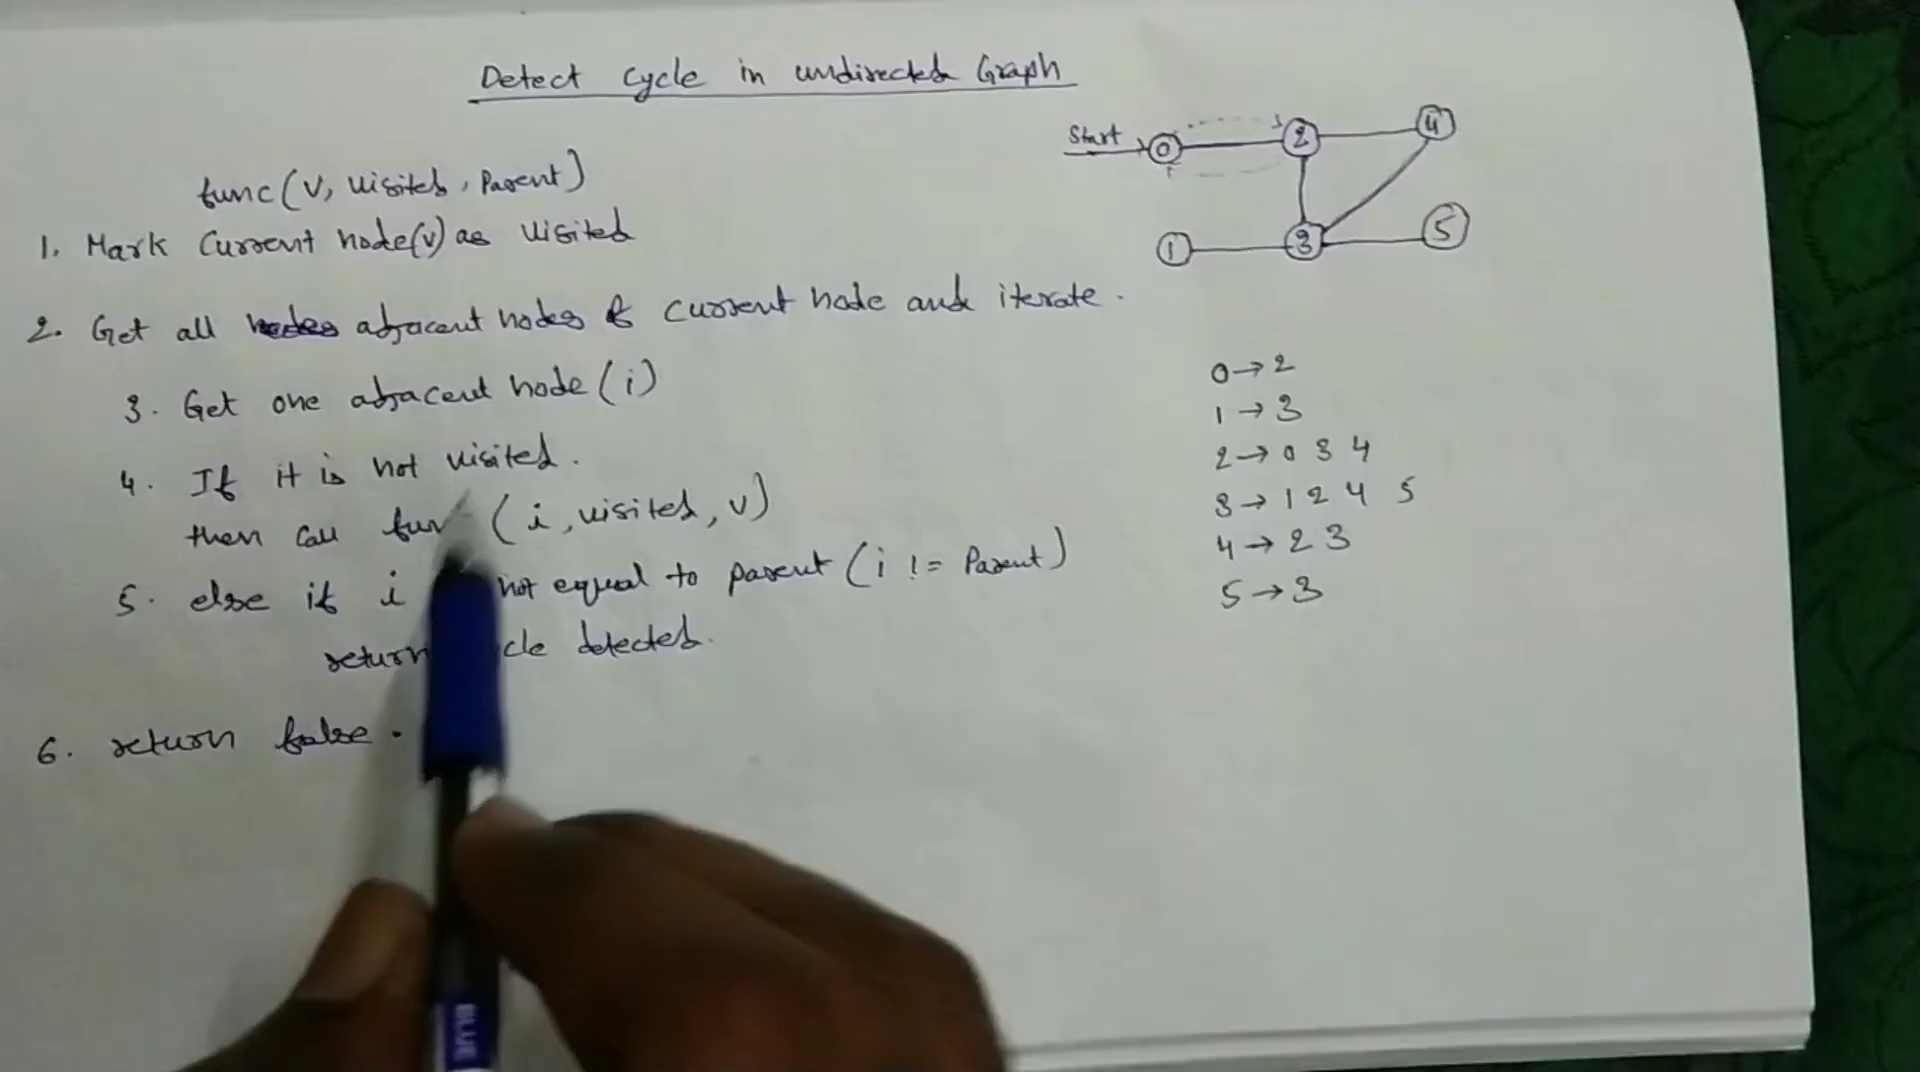 Detect cycle in undirected Graph
func(V, visited, Parent)
1. Mark Current node(v) as visited
2. Get all adjacent nodes of current node and iterate.
3. Get one adjacent node (i)
4. If it is not visited.
then call fun (i, visited, v)
5. else if i not equal to parent (i != Parent)
return cle detected.
6. return false.
Start
0
2
4
1
3
5
0→2
1→3
2→0 3 4
3→1 2 4 5
4→2 3
5→3
BLUE